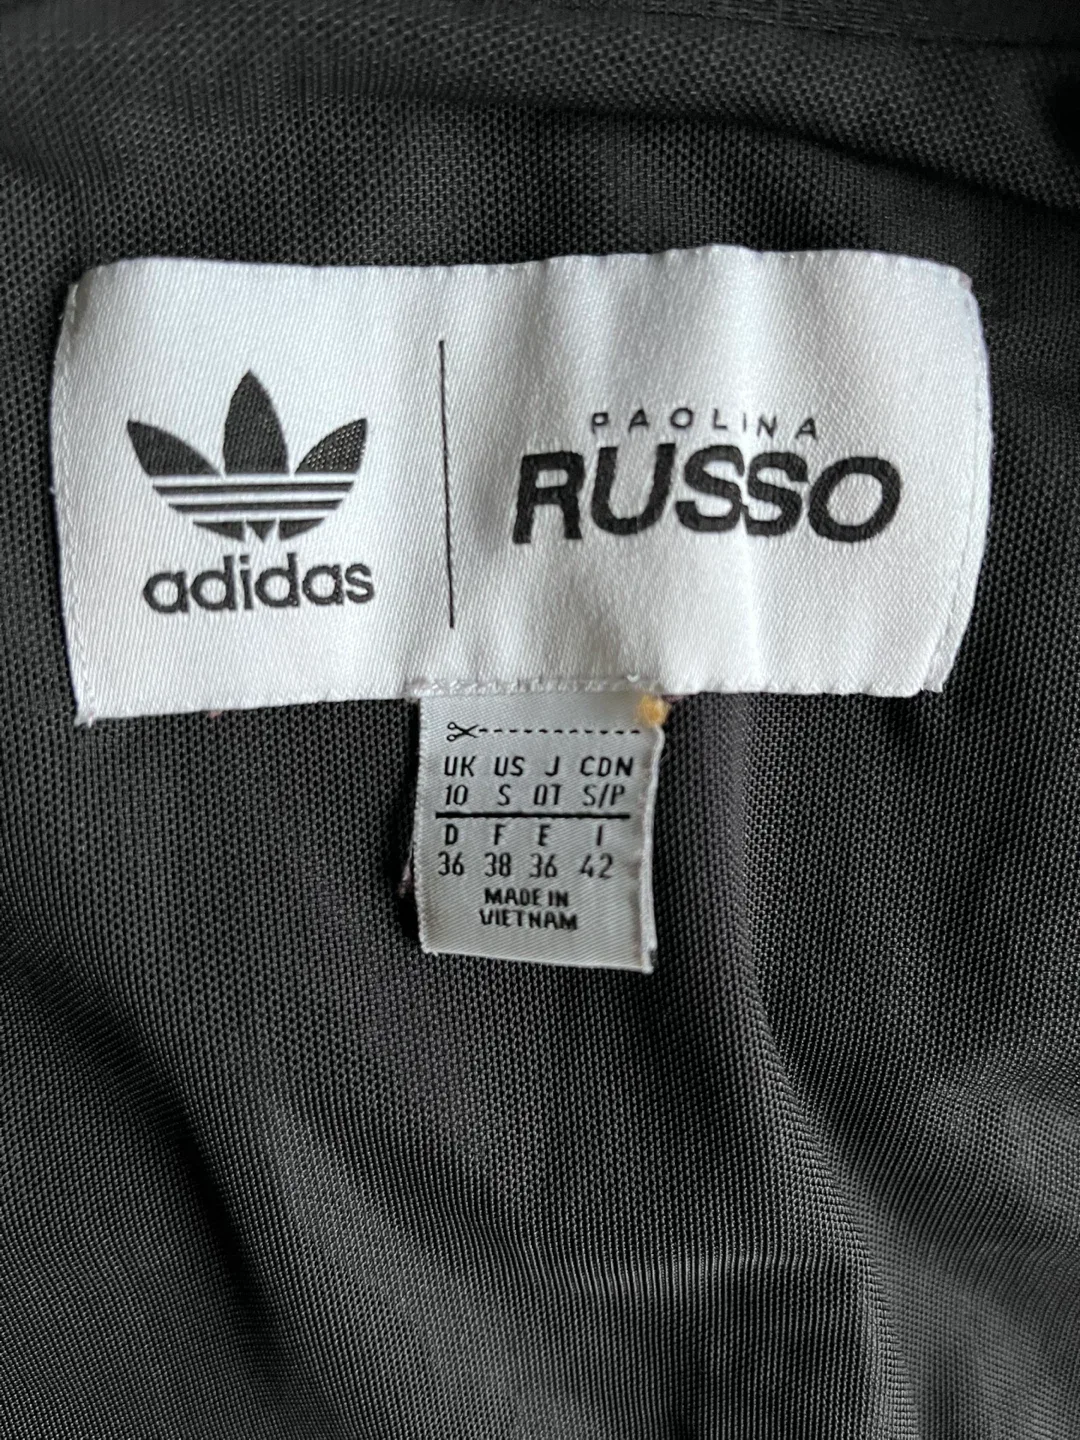 adidas
PAOLINA
RUSSO
UK US J CDN
10 S OT S/P
D F E I
36 38 36 42
MADE IN
VIETNAM